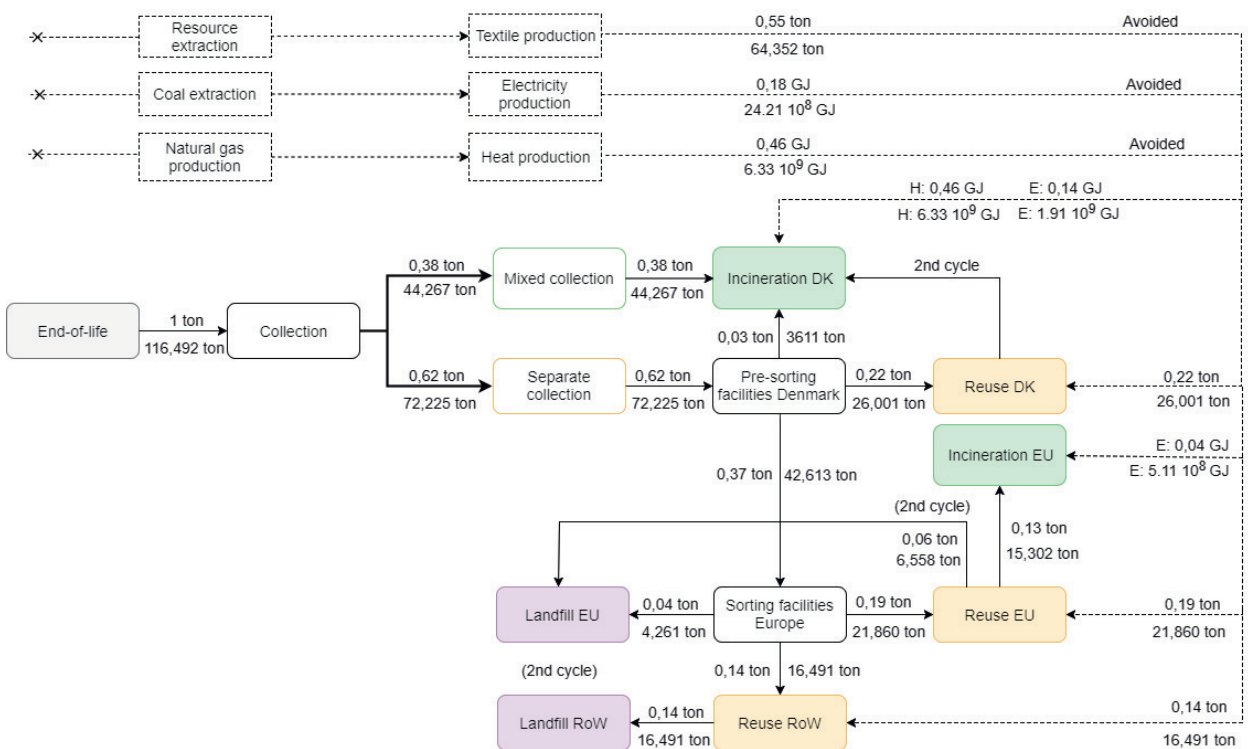 Resource
extraction
Textile production
0,55 ton
64,352 ton
Avoided
Coal extraction
Electricity
production
0,18 GJ
24.21 10⁸ GJ
Avoided
Natural gas
production
Heat production
0,46 GJ
6.33 10⁹ GJ
Avoided
H: 0,46 GJ E: 0,14 GJ
H: 6.33 10⁹ GJ E: 1.91 10⁹ GJ
0,38 ton
44,267 ton
Mixed collection
0,38 ton
44,267 ton
Incineration DK
2nd cycle
End-of-life
1 ton
116,492 ton
Collection
0,03 ton 3611 ton
0,62 ton
72,225 ton
Separate
collection
0,62 ton
72,225 ton
Pre-sorting
facilities Denmark
0,22 ton
26,001 ton
Reuse DK
0,22 ton
26,001 ton
Incineration EU
E: 0,04 GJ
E: 5.11 10⁸ GJ
0,37 ton 42,613 ton
(2nd cycle)
0,06 ton
6,558 ton
0,13 ton
15,302 ton
Landfill EU
0,04 ton
4,261 ton
Sorting facilities
Europe
0,19 ton
21,860 ton
Reuse EU
0,19 ton
21,860 ton
(2nd cycle)
0,14 ton 16,491 ton
Landfill RoW
0,14 ton
16,491 ton
Reuse RoW
0,14 ton
16,491 ton